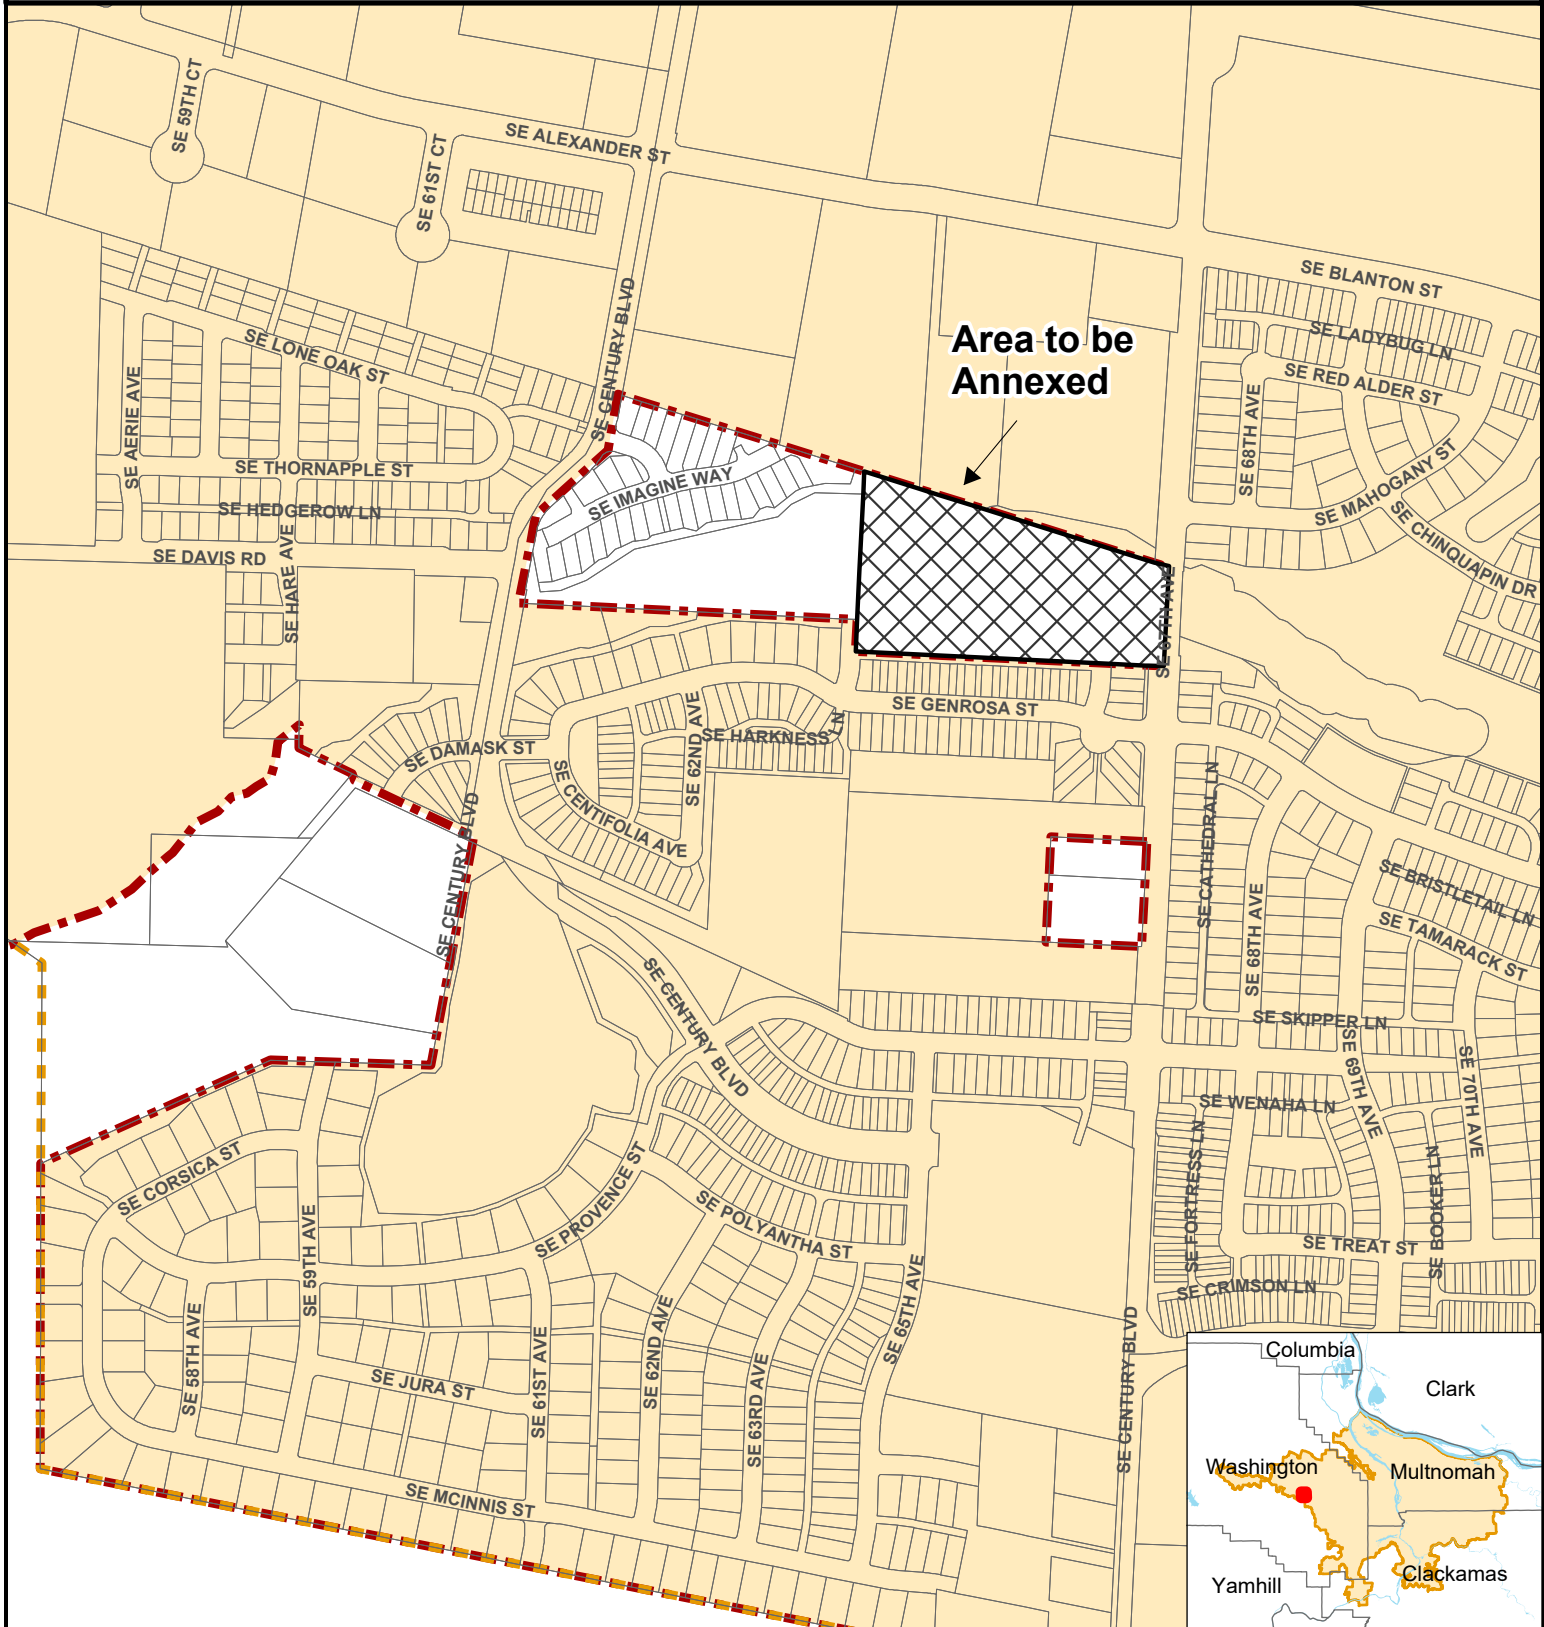 SE 59TH CT
SE 61ST CT
SE ALEXANDER ST
SE CENTURY BLVD
SE BLANTON ST
SE LADYBUG LN
SE RED ALDER ST
SE 68TH AVE
SE MAHOGANY ST
SE CHINQUAPIN DR
Area to be
Annexed
SE LONE OAK ST
SE AERIE AVE
SE THORNAPPLE ST
SE HEDGEROW LN
SE DAVIS RD
SE HARE AVE
SE IMAGINE WAY
SE 67TH AVE
SE GENROSA ST
SE HARKNESS LN
SE 62ND AVE
SE DAMASK ST
SE CENTIFOLIA AVE
SE CENTURY BLVD
SE CATHEDRAL LN
SE 68TH AVE
SE BRISTLETAIL LN
SE TAMARACK ST
SE SKIPPER LN
SE 69TH AVE
SE 70TH AVE
SE CENTURY BLVD
SE WENAHA LN
SE FORTRESS LN
SE BOOKER LN
SE TREAT ST
SE CRIMSON LN
SE CORSICA ST
SE 59TH AVE
SE PROVENCE ST
SE POLYANTHA ST
SE 65TH AVE
SE 58TH AVE
SE JURA ST
SE 61ST AVE
SE 62ND AVE
SE 63RD AVE
SE CENTURY BLVD
SE MCINNIS ST
Columbia
Clark
Washington
Multnomah
Yamhill
Clackamas